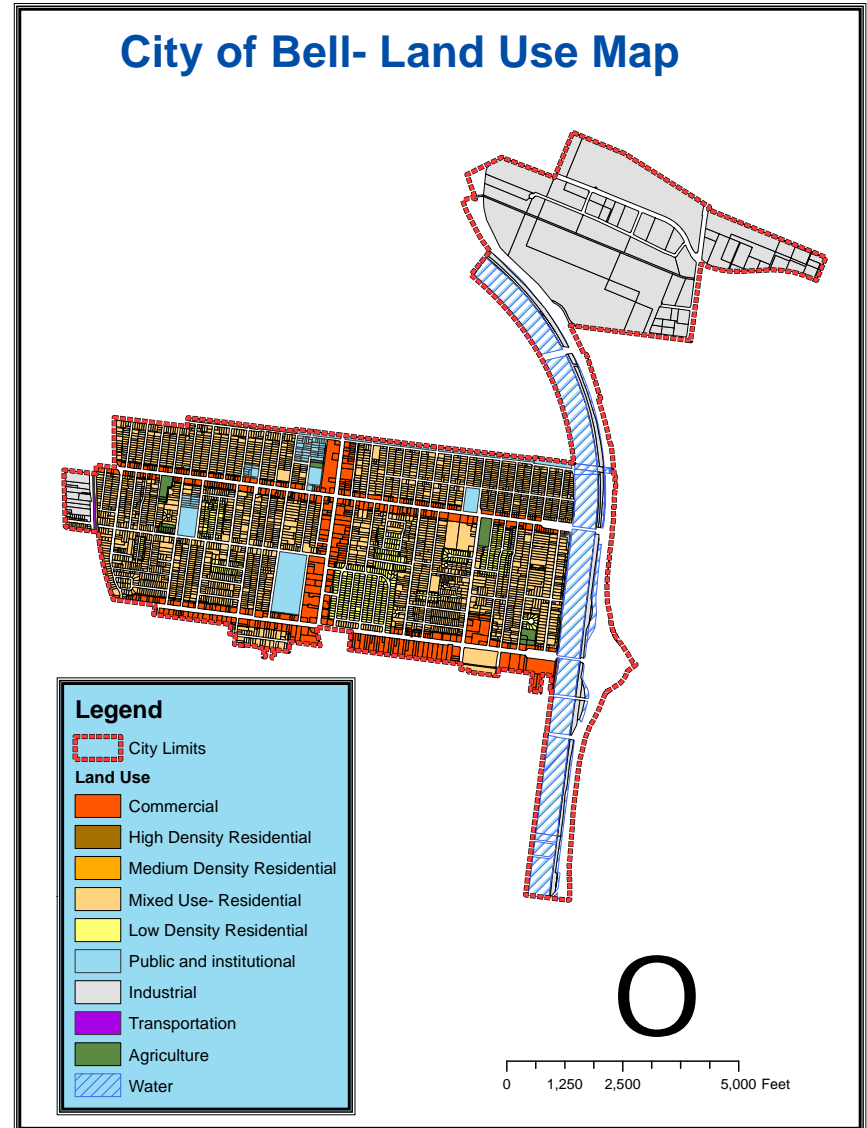 City of Bell- Land Use Map
Legend
City Limits
Land Use
Commercial
High Density Residential
Medium Density Residential
Mixed Use- Residential
Low Density Residential
Public and institutional
Industrial
Transportation
Agriculture
Water
O
0 1,250 2,500 5,000 Feet